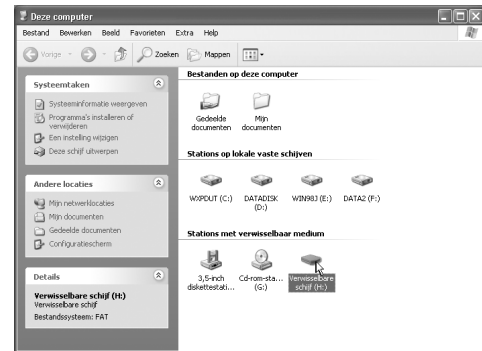 Deze computer
Bestand Bewerken Beeld Favorieten Extra Help
Vorige Zoeken Mappen
Systeemtaken
Systeeminformatie weergeven
Programma's installeren of
verwijderen
Een instelling wijzigen
Deze schijf uitwerpen
Andere locaties
Mijn netwerklocaties
Mijn documenten
Gedeelde documenten
Configuratiescherm
Details
Verwisselbare schijf (H:)
Verwisselbare schijf
Bestandssysteem: FAT
Bestanden op deze computer
Gedeelde Mijn
documenten documenten
Stations op lokale vaste schijven
WXPDUT (C:) DATADISK WIN98J (E:) DATA2 (F:)
(D:)
Stations met verwisselbaar medium
3,5-inch Cd-rom-sta... Verwisselbare
diskettestati... (G:) schijf (H:)